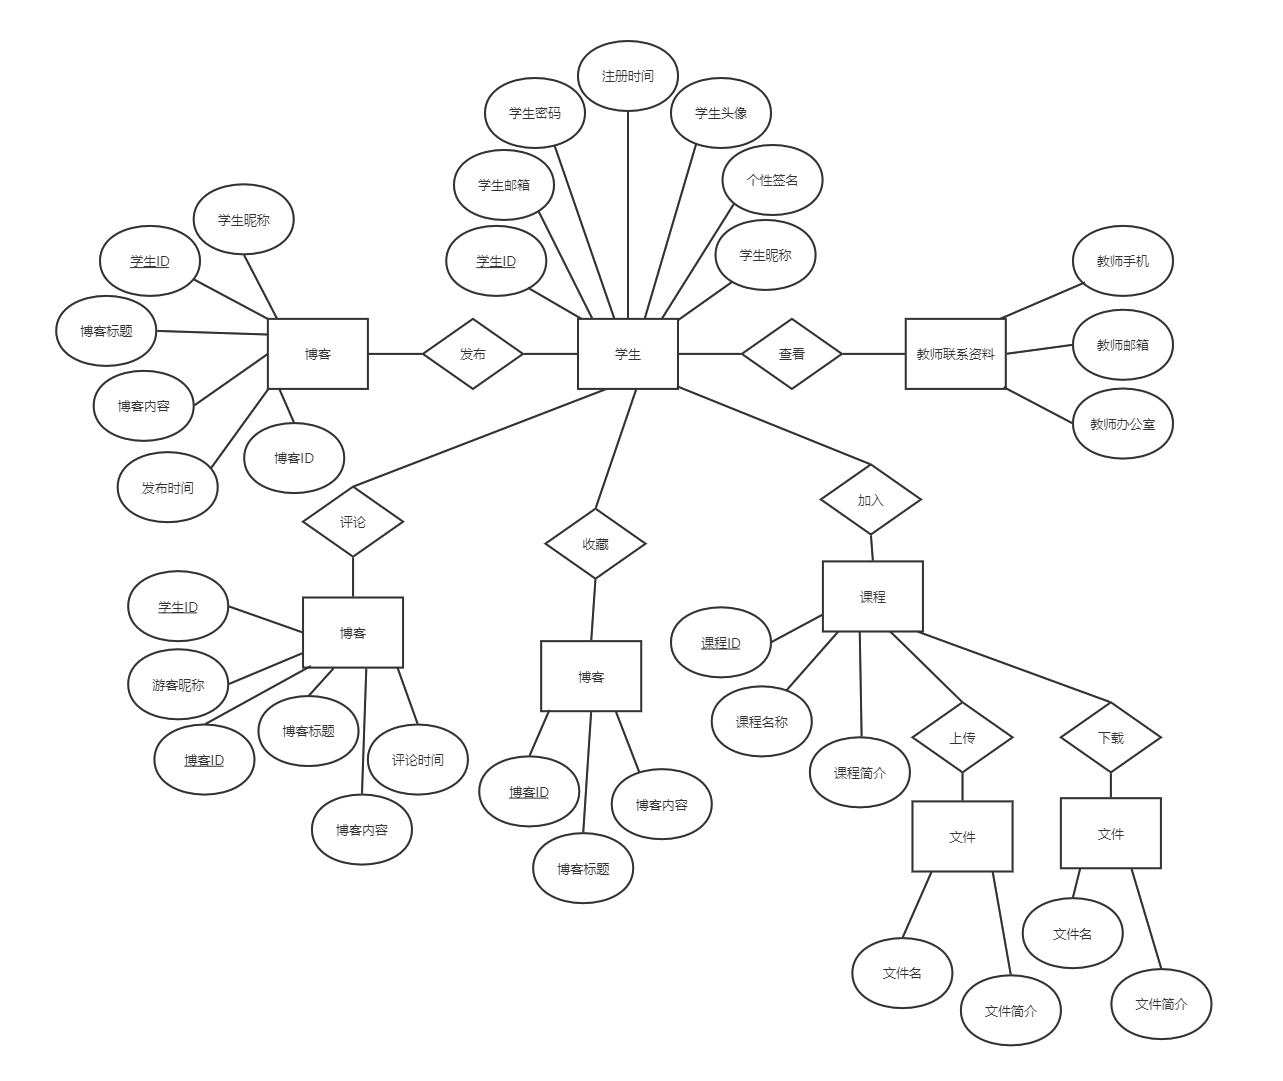 注册时间
学生密码
学生头像
学生邮箱
个性签名
学生昵称
学生ID
学生ID
学生昵称
教师手机
博客标题
教师邮箱
博客
发布
学生
查看
教师联系资料
博客内容
教师办公室
博客ID
发布时间
加入
评论
收藏
课程
学生ID
博客
课程ID
游客昵称
博客
课程名称
博客标题
上传
下载
博客ID
评论时间
课程简介
博客ID
博客内容
博客内容
文件
文件
博客标题
文件名
文件名
文件简介
文件简介